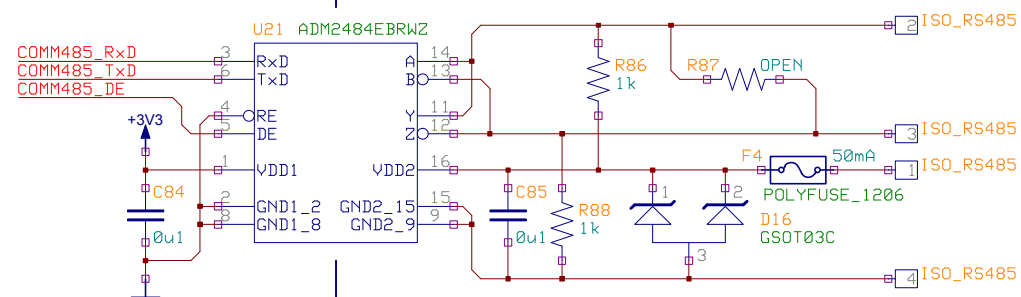 U21 ADM2484EBRWZ
ISO_RS485
2
COMM485_RxD
3
RxD
A
14
R86
1k
R87
OPEN
COMM485_TxD
6
TxD
B
13
COMM485_DE
4
RE
Y
11
+3V3
5
DE
Z
12
3
ISO_RS485
1
VDD1
VDD2
16
F4
50mA
1
ISO_RS485
POLYFUSE_1206
C84
0u1
2
GND1_2
GND2_15
15
8
GND1_8
GND2_9
9
C85
0u1
R88
1k
1
2
D16
GSOT03C
3
4
ISO_RS485